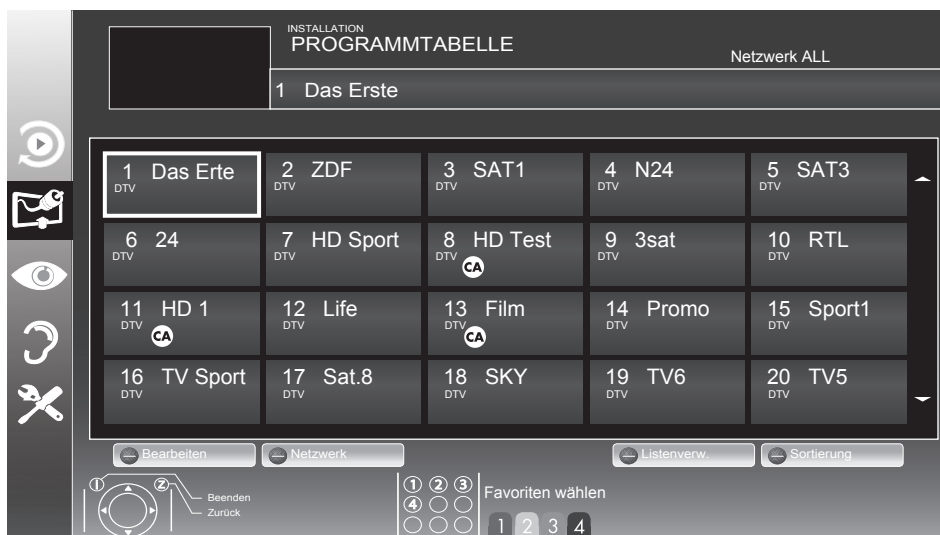 INSTALLATION
PROGRAMMTABELLE
Netzwerk ALL
1 Das Erste
1 Das Erte
DTV
2 ZDF
DTV
3 SAT1
DTV
4 N24
DTV
5 SAT3
DTV
6 24
DTV
7 HD Sport
DTV
8 HD Test
DTV
CA
9 3sat
DTV
10 RTL
DTV
11 HD 1
DTV
CA
12 Life
DTV
13 Film
DTV
CA
14 Promo
DTV
15 Sport1
DTV
16 TV Sport
DTV
17 Sat.8
DTV
18 SKY
DTV
19 TV6
DTV
20 TV5
DTV
Bearbeiten
Netzwerk
Listenverw.
Sortierung
I Z
Beenden
Zurück
1 2 3
4
Favoriten wählen
1 2 3 4